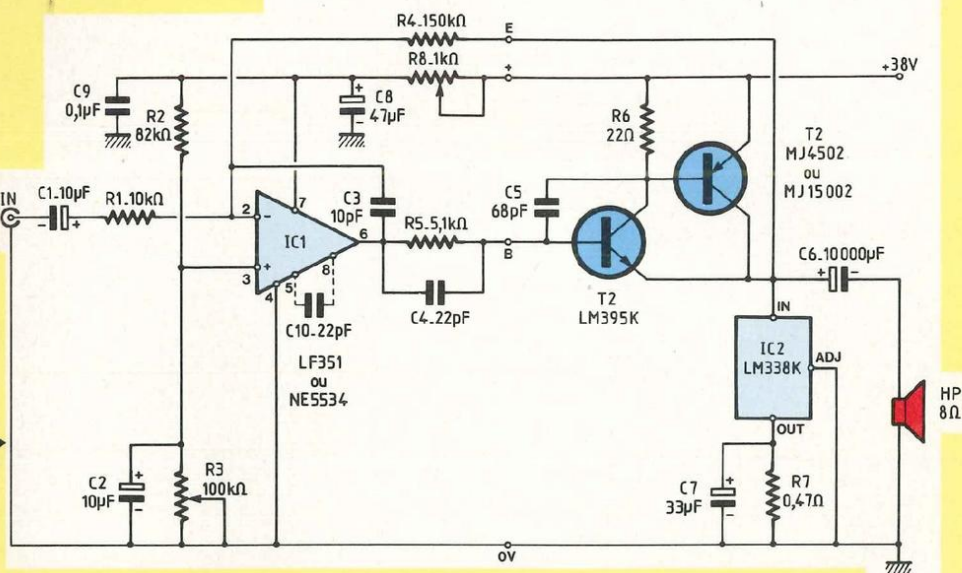 R4_150kΩ
E
R8_1kΩ
+
+38V
C9
0,1µF
R2
82kΩ
+
C8
47µF
R6
22Ω
T2
MJ4502
ou
MJ15002
IN
C1_10µF
- +
R1_10kΩ
2
-
7
IC1
C3
10pF
6
R5_5,1kΩ
B
C5
68pF
+
3
4
5
8
C10_22pF
C4_22pF
T2
LM395K
C6_10000µF
+ -
LF351
ou
NE5534
IN
IC2
LM338K
ADJ
OUT
HP
8Ω
C2
10µF
+
-
R3
100kΩ
C7
33µF
+
-
R7
0,47Ω
0V